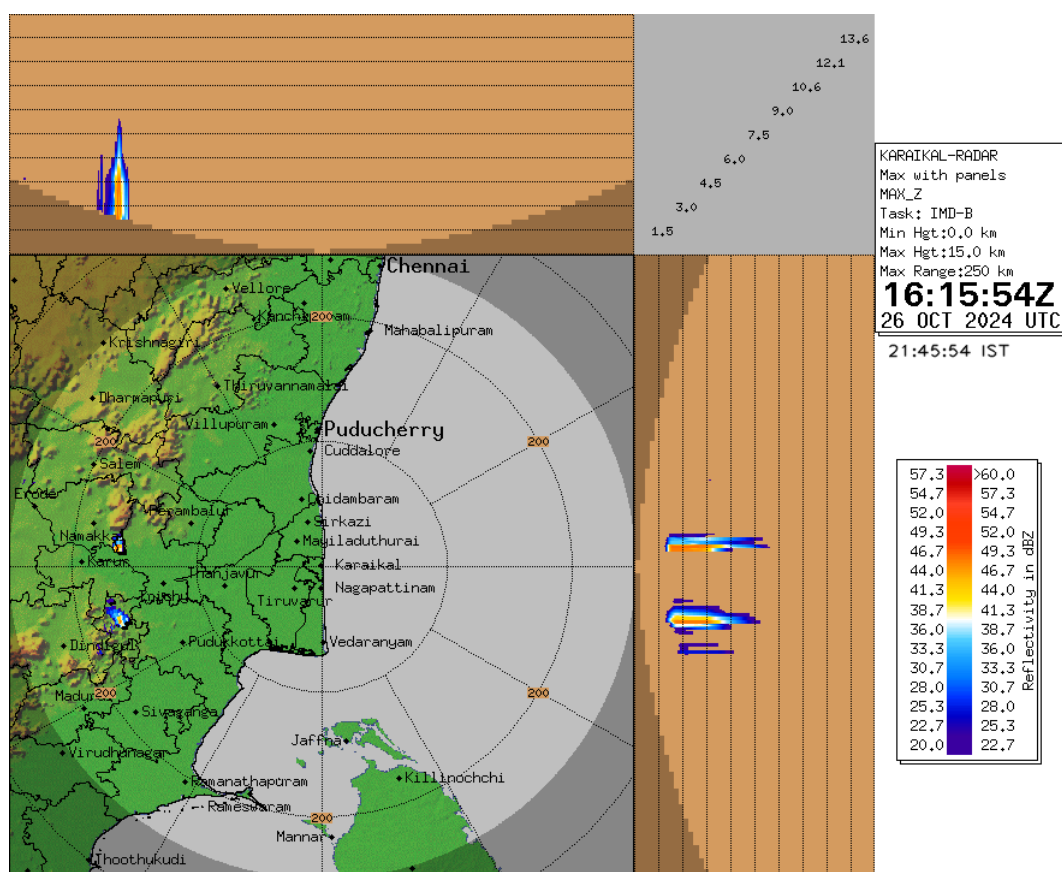 13.6
12.1
10.6
9.0
7.5
6.0
4.5
3.0
1.5
KARAIKAL-RADAR
Max with panels
MAX_Z
Task: IMD-B
Min Hgt:0.0 km
Max Hgt:15.0 km
Max Range:250 km
16:15:54Z
26 OCT 2024 UTC
21:45:54 IST
Chennai
Vellore
200
Mahabalipuram
Krishnagiri
Thiruvannamalai
Dharmapuri
Villupuram
Puducherry
200
200
Cuddalore
Salem
Erode
Chidambaram
Perambalur
Sirkazi
Namakkal
Mayiladuthurai
Karur
Karaikal
Thanjavur
Nagapattinam
Tiruvarur
Pudukkottai
Vedaranyam
Dindigul
200
200
Sivaganga
Jaffna
Virudhunagar
Killinochchi
Ramanathapuram
Rameswaram
200
Mannar
Thoothukudi
57.3 >60.0
54.7 57.3
52.0 54.7
49.3 52.0
46.7 49.3
44.0 46.7
41.3 44.0
38.7 41.3
36.0 38.7
33.3 36.0
30.7 33.3
28.0 30.7
25.3 28.0
22.7 25.3
20.0 22.7
Reflectivity in dBZ